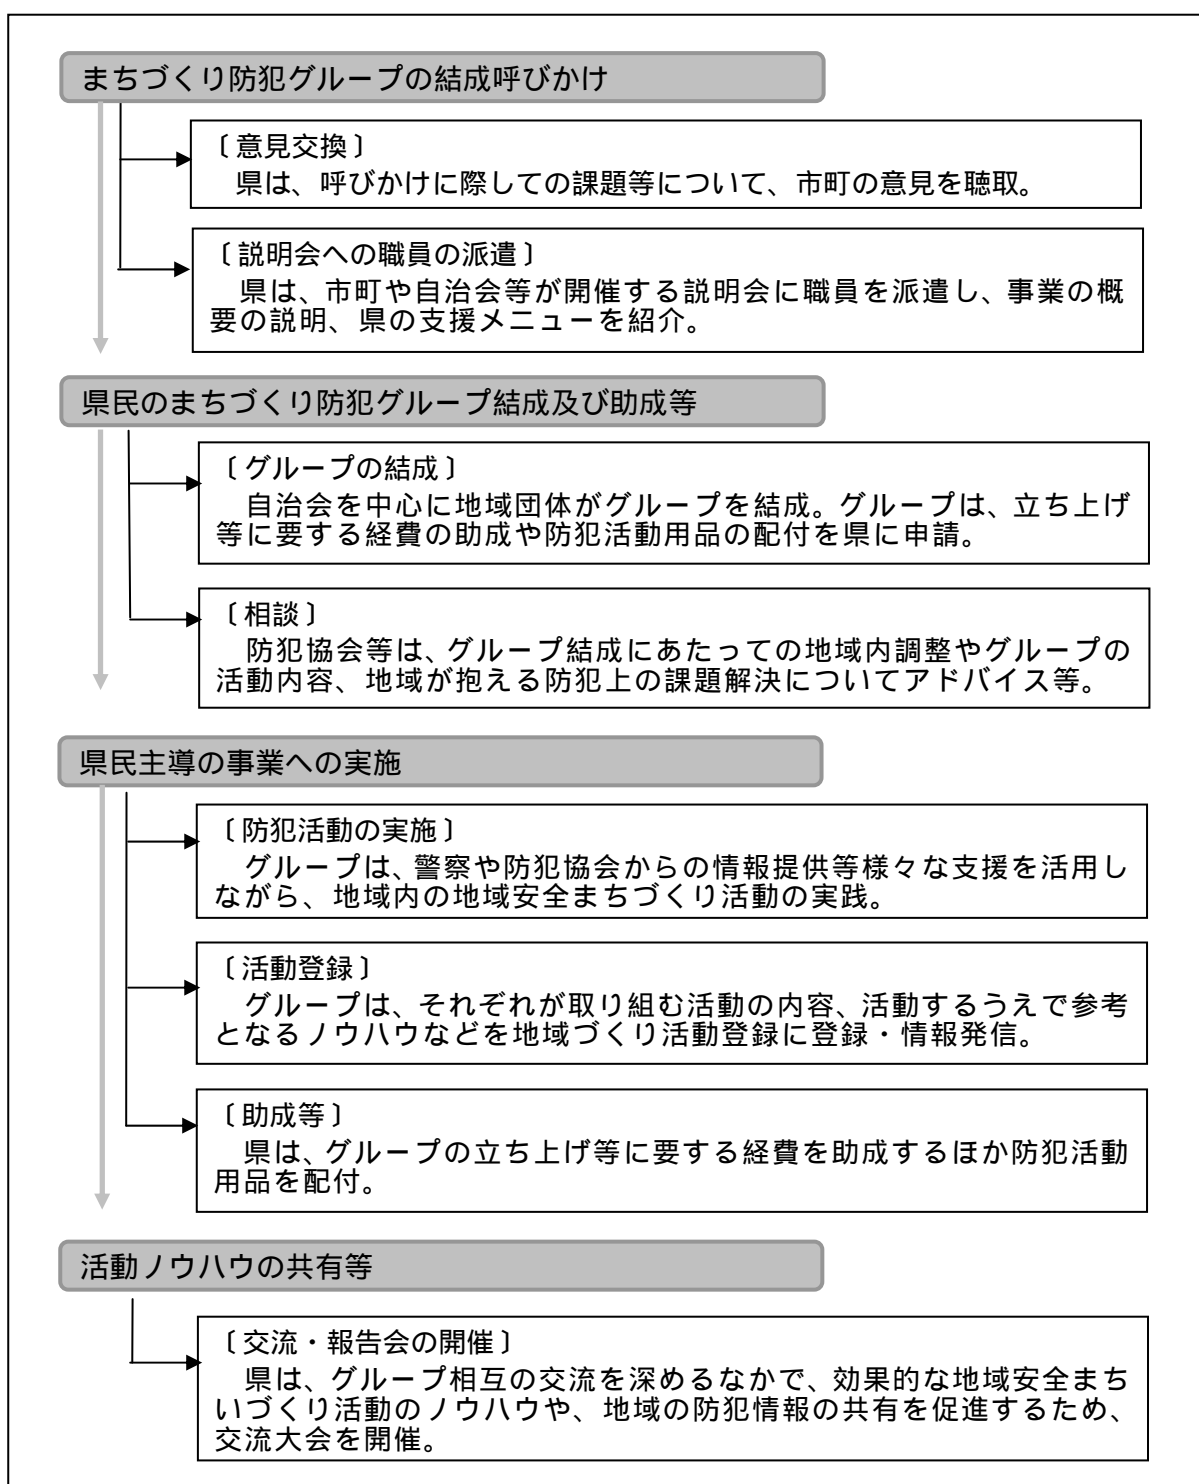 まちづくり防犯グループの結成呼びかけ
〔意見交換〕
県は、呼びかけに際しての課題等について、市町の意見を聴取。
〔説明会への職員の派遣〕
県は、市町や自治会等が開催する説明会に職員を派遣し、事業の概
要の説明、県の支援メニューを紹介。
県民のまちづくり防犯グループ結成及び助成等
〔グループの結成〕
自治会を中心に地域団体がグループを結成。グループは、立ち上げ
等に要する経費の助成や防犯活動用品の配付を県に申請。
〔相談〕
防犯協会等は、グループ結成にあたっての地域内調整やグループの
活動内容、地域が抱える防犯上の課題解決についてアドバイス等。
県民主導の事業への実施
〔防犯活動の実施〕
グループは、警察や防犯協会からの情報提供等様々な支援を活用し
ながら、地域内の地域安全まちづくり活動の実践。
〔活動登録〕
グループは、それぞれが取り組む活動の内容、活動するうえで参考
となるノウハウなどを地域づくり活動登録に登録・情報発信。
〔助成等〕
県は、グループの立ち上げ等に要する経費を助成するほか防犯活動
用品を配付。
活動ノウハウの共有等
〔交流・報告会の開催〕
県は、グループ相互の交流を深めるなかで、効果的な地域安全まち
いづくり活動のノウハウや、地域の防犯情報の共有を促進するため、
交流大会を開催。